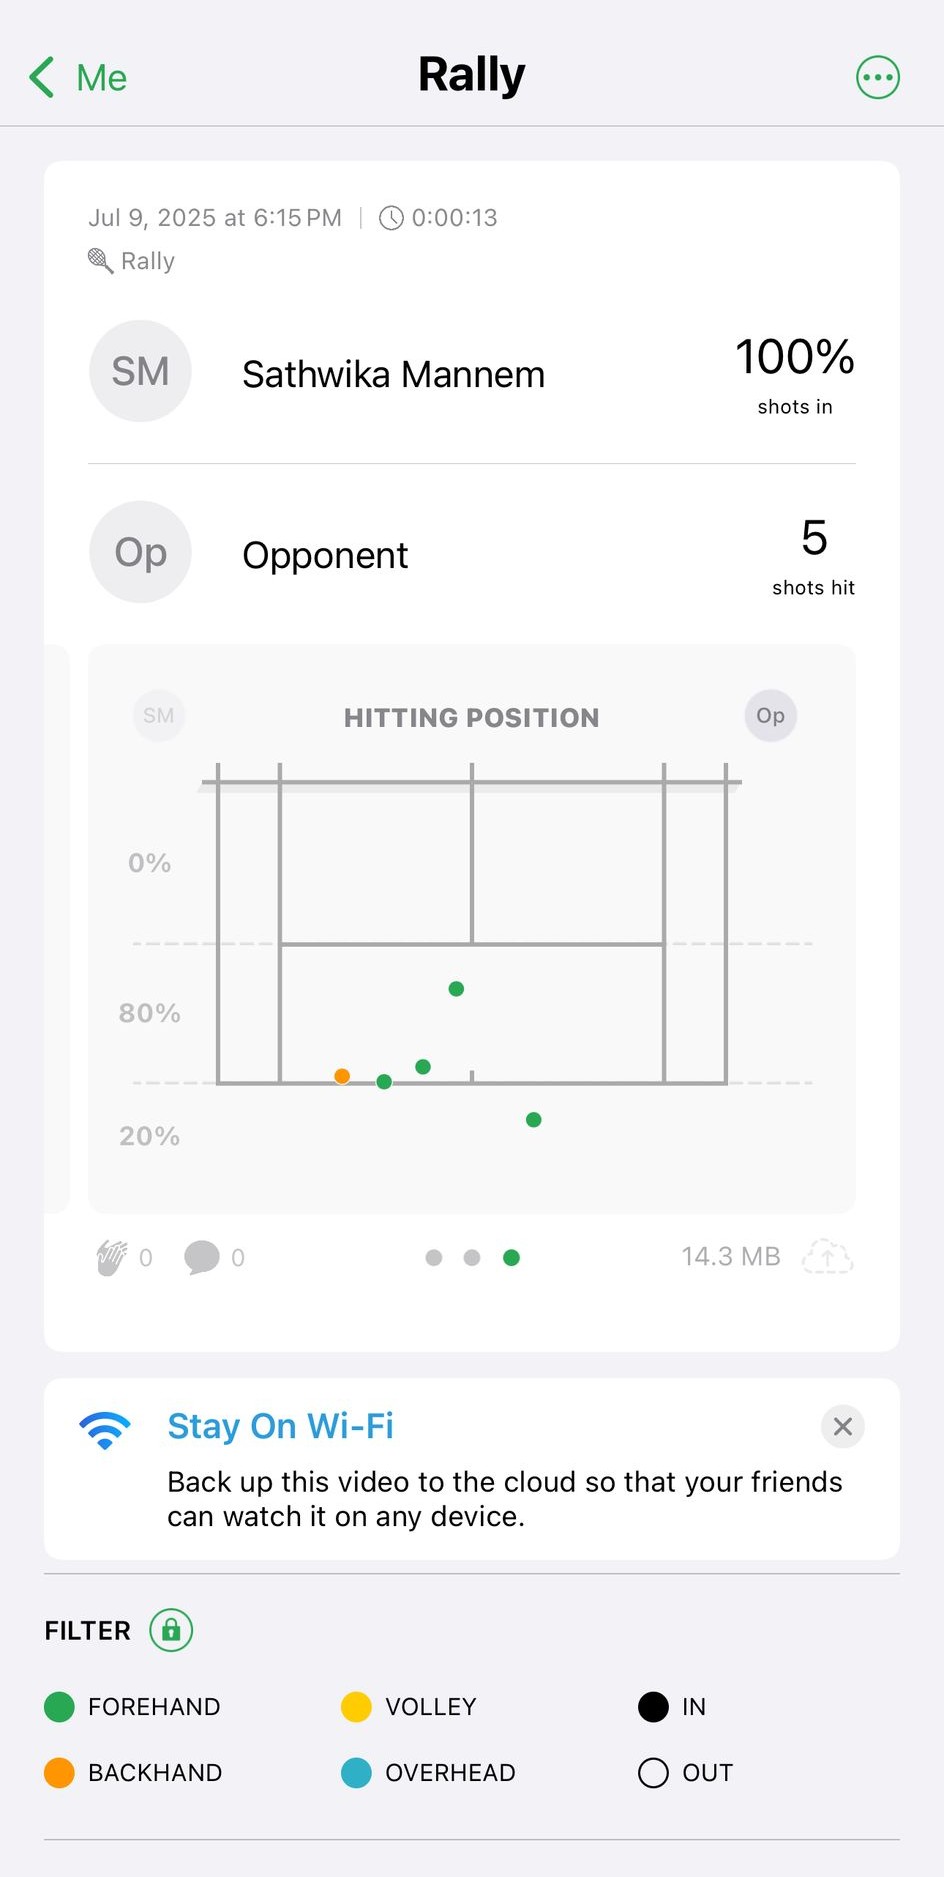 Me
Rally
Jul 9, 2025 at 6:15 PM
0:00:13
Rally
SM
Sathwika Mannem
100%
shots in
Op
Opponent
5
shots hit
SM
HITTING POSITION
Op
0%
80%
20%
0
0
14.3 MB
Stay On Wi-Fi
Back up this video to the cloud so that your friends
can watch it on any device.
FILTER
FOREHAND
VOLLEY
IN
BACKHAND
OVERHEAD
OUT